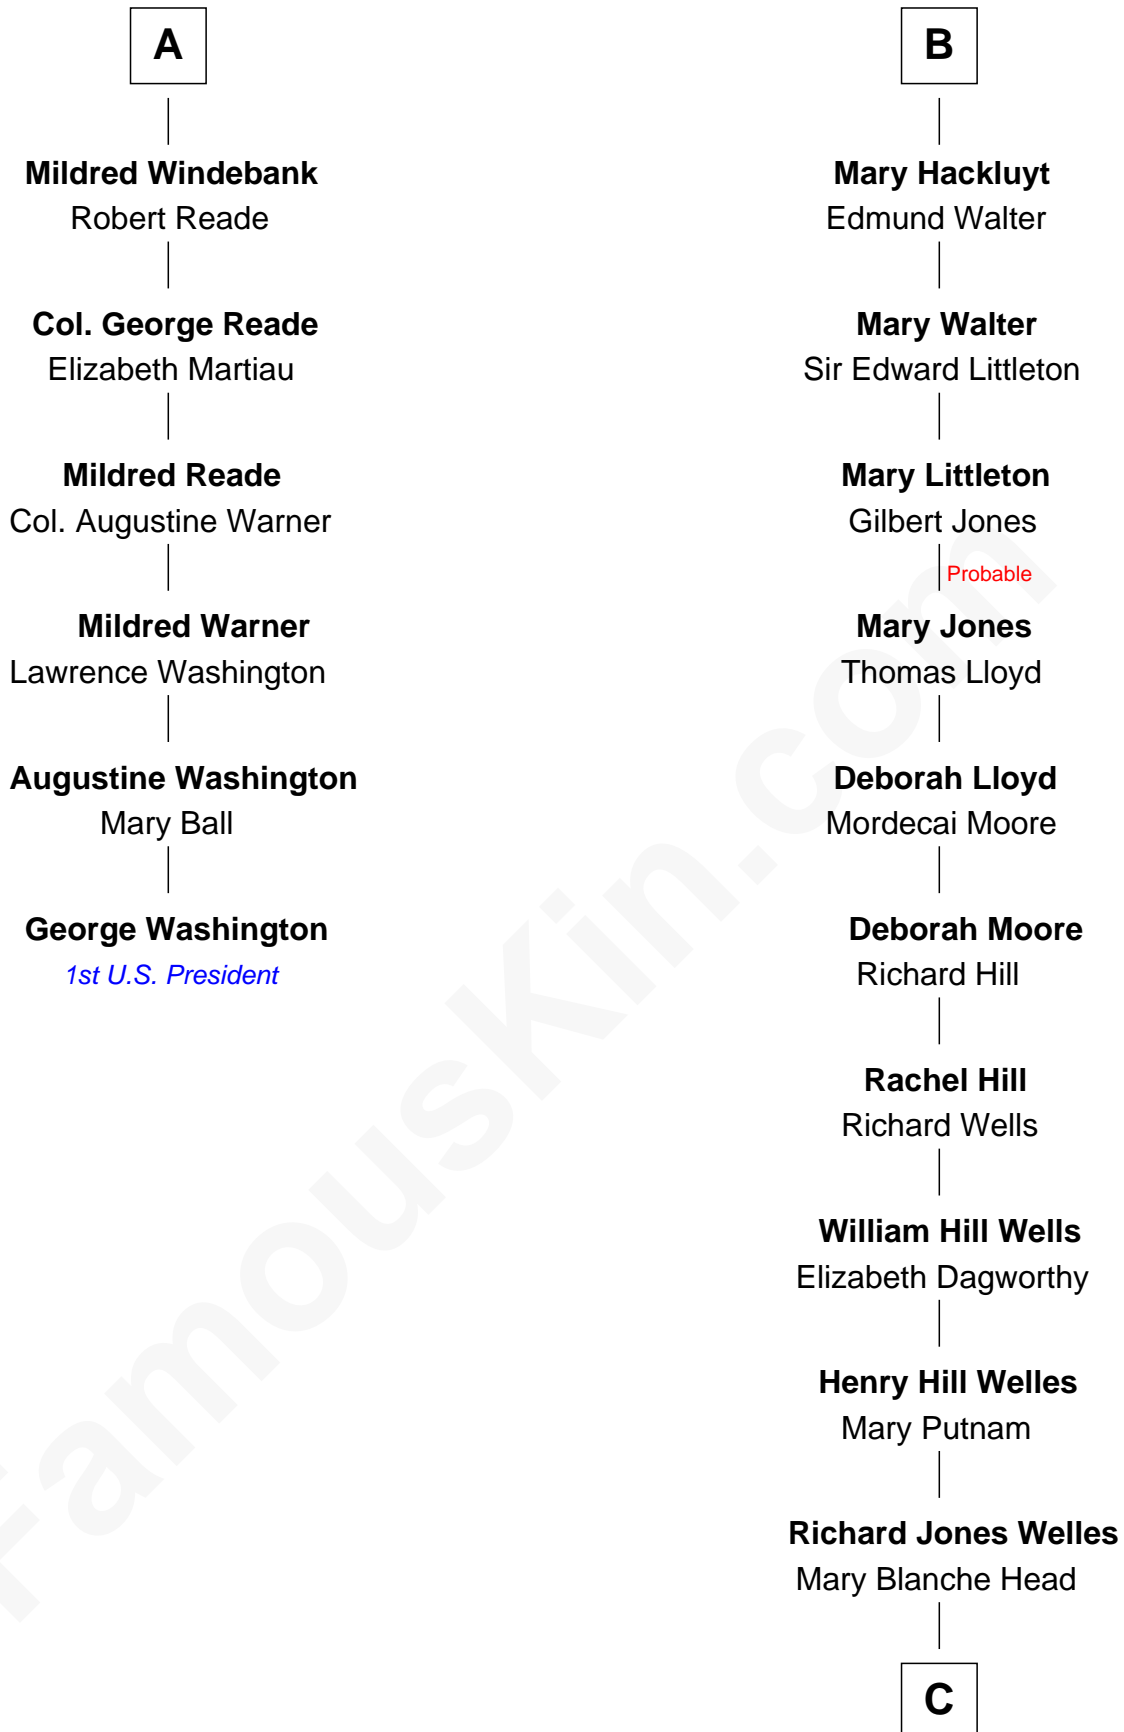 A
Mildred Windebank
Robert Reade
Col. George Reade
Elizabeth Martiau
Mildred Reade
Col. Augustine Warner
Mildred Warner
Lawrence Washington
Augustine Washington
Mary Ball
George Washington
1st U.S. President
B
Mary Hackluyt
Edmund Walter
Mary Walter
Sir Edward Littleton
Mary Littleton
Gilbert Jones
Probable
Mary Jones
Thomas Lloyd
Deborah Lloyd
Mordecai Moore
Deborah Moore
Richard Hill
Rachel Hill
Richard Wells
William Hill Wells
Elizabeth Dagworthy
Henry Hill Welles
Mary Putnam
Richard Jones Welles
Mary Blanche Head
C
FamousKin.com